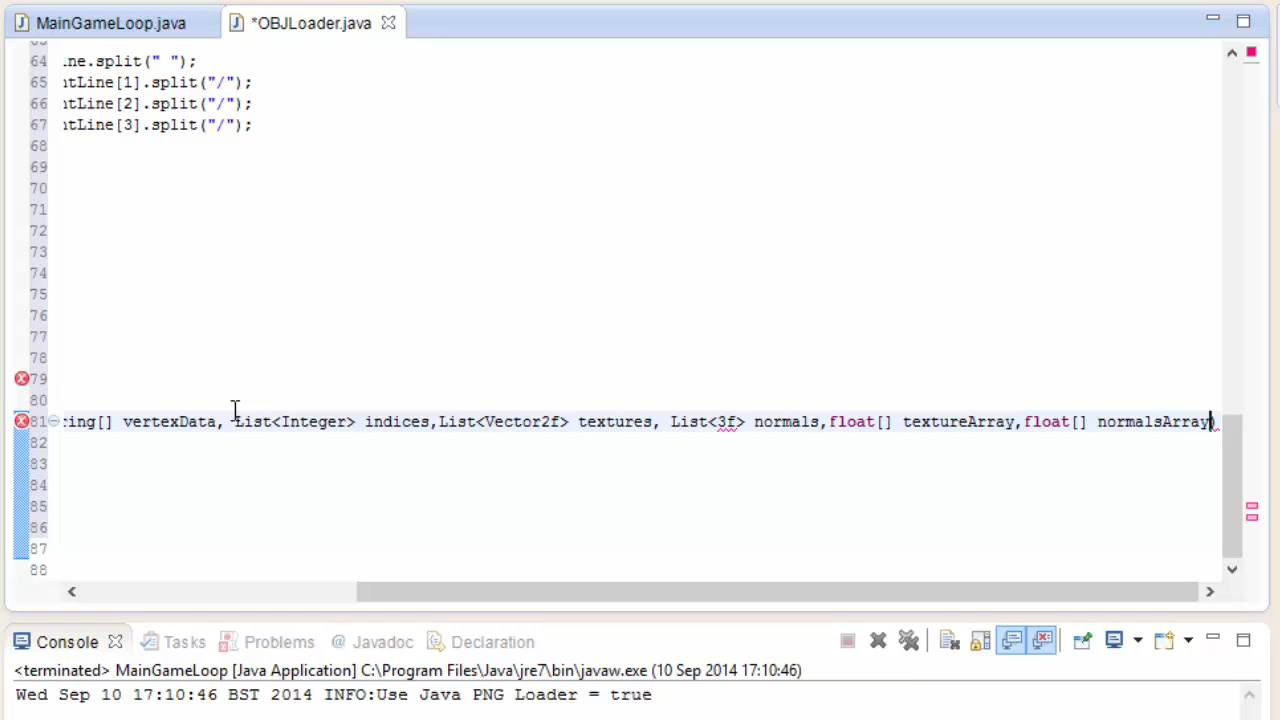 MainGameLoop.java *OBJLoader.java
64 ne.split(" ");
65 tLine[1].split("/");
66 tLine[2].split("/");
67 tLine[3].split("/");
68
69
70
71
72
73
74
75
76
77
78
79
80
81 ing[] vertexData, List<Integer> indices,List<Vector2f> textures, List<3f> normals,float[] textureArray,float[] normalsArray)
82
83
84
85
86
87
88
Console Tasks Problems @ Javadoc Declaration
<terminated> MainGameLoop [Java Application] C:\Program Files\Java\jre7\bin\javaw.exe (10 Sep 2014 17:10:46)
Wed Sep 10 17:10:46 BST 2014 INFO:Use Java PNG Loader = true